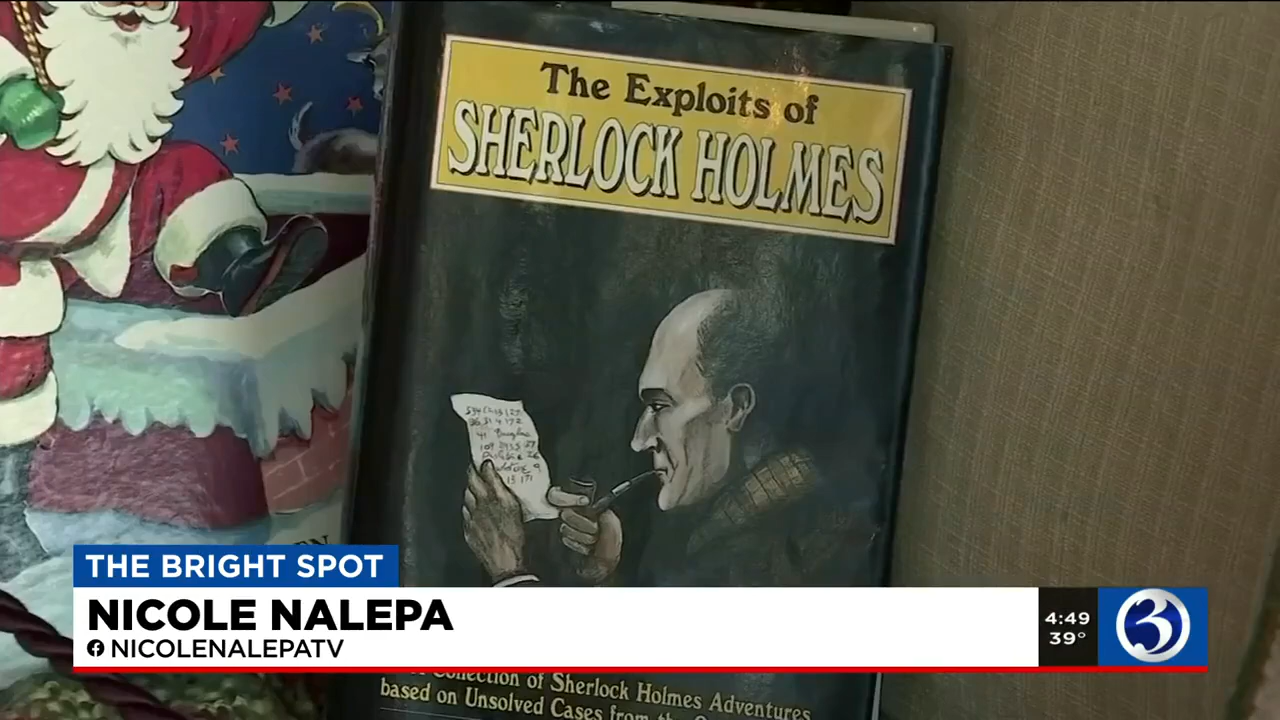 The Exploits of
SHERLOCK HOLMES
THE BRIGHT SPOT
NICOLE NALEPA
NICOLENALEPATV
4:49
39°
3
Collection of Sherlock Holmes Adventures
based on Unsolved Cases from the